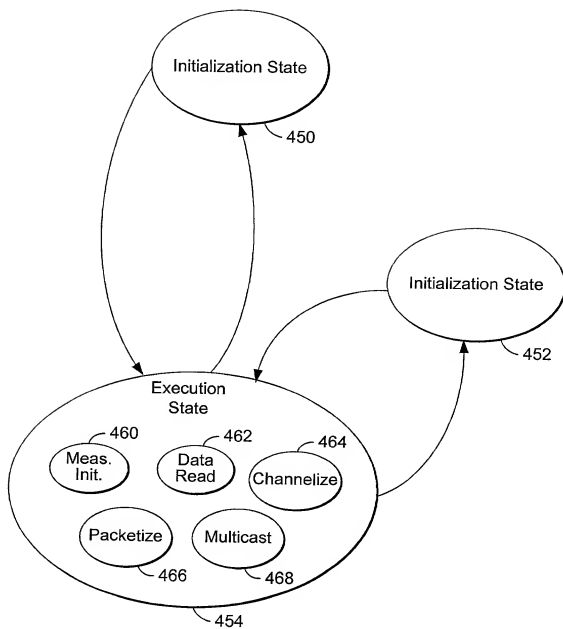 Initialization State
450
Initialization State
452
Execution
State
460
Meas.
Init.
462
Data
Read
464
Channelize
Packetize
466
Multicast
468
454